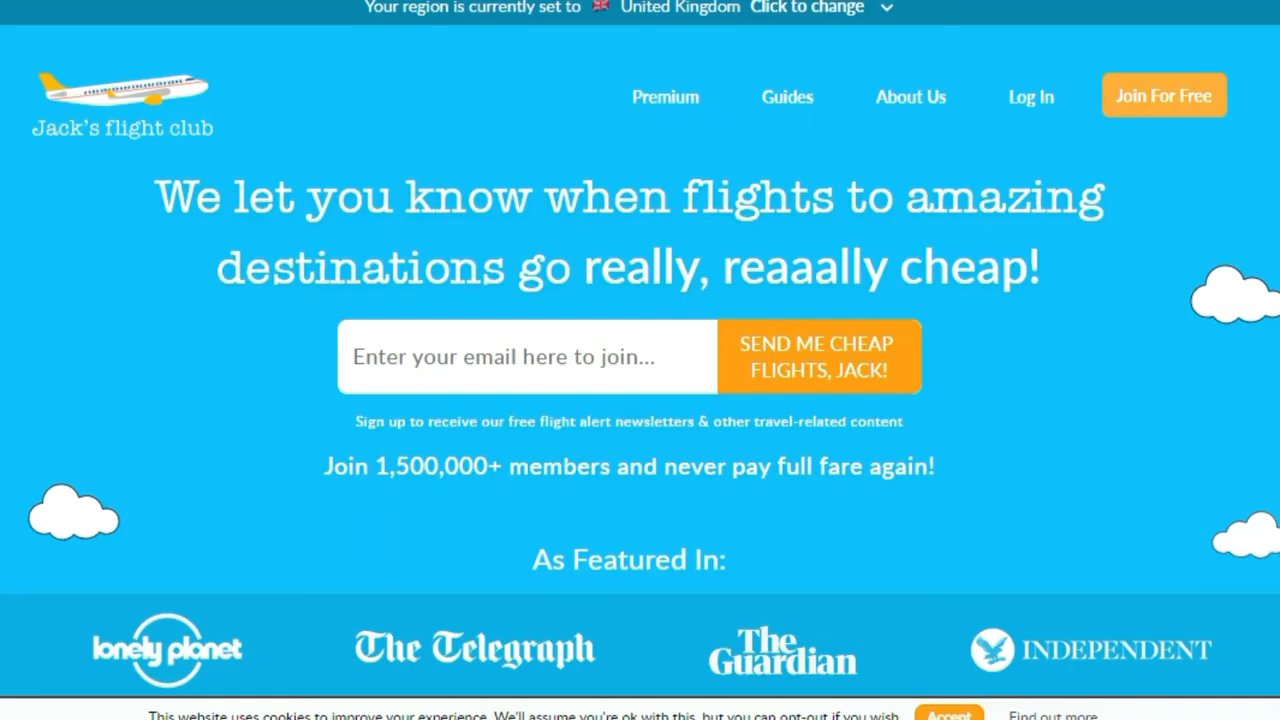 Your region is currently set to United Kingdom Click to change
Premium Guides About Us Log In Join For Free
Jack's flight club
We let you know when flights to amazing
destinations go really, reaaally cheap!
Enter your email here to join...
SEND ME CHEAP
FLIGHTS, JACK!
Sign up to receive our free flight alert newsletters & other travel-related content
Join 1,500,000+ members and never pay full fare again!
As Featured In:
lonely planet
The Telegraph
The
Guardian
INDEPENDENT
This website uses cookies to improve your experience. We'll assume you're ok with this, but you can opt-out if you wish. Accept Find out more